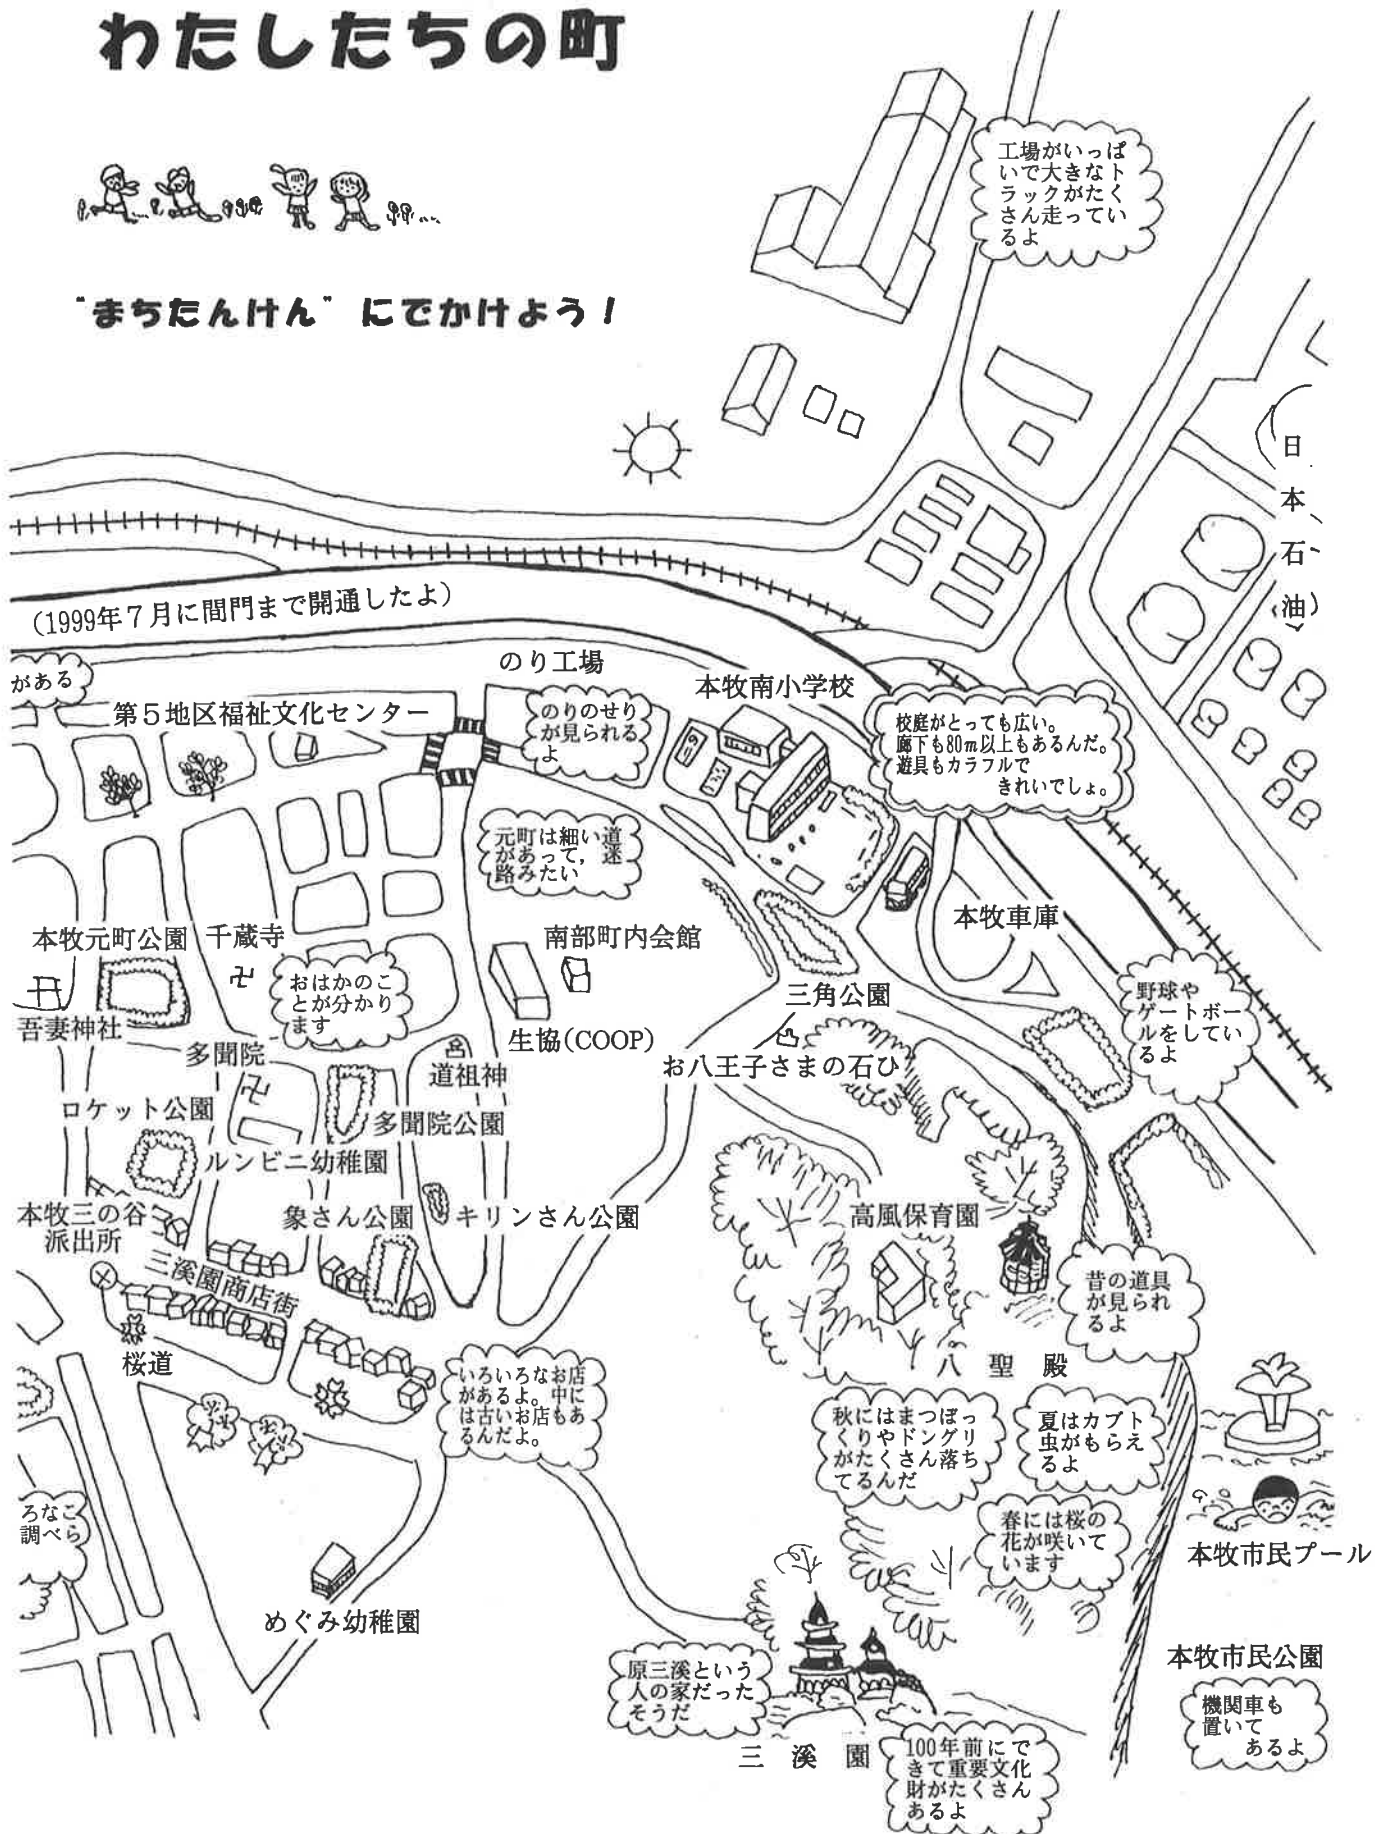 わたしたちの町
“まちたんけん”にでかけよう!
工場がいっぱ
いで大きなト
ラックがたく
さん走ってい
るよ
日本石油
(1999年7月に間門まで開通したよ)
がある
のり工場
本牧南小学校
第5地区福祉文化センター
のりのせり
が見られる
よ
のり
校庭がとっても広い。
廊下も80m以上もあるんだ。
遊具もカラフルで
きれいでしょ。
元町は細い道
があって,迷
路みたい
本牧車庫
本牧元町公園
千蔵寺
南部町内会館
おはかのこ
とが分かり
ます
三角公園
野球や
ゲートボー
ルをしてい
るよ
吾妻神社
生協(COOP)
多聞院
道祖神
お八王子さまの石ひ
ロケット公園
多聞院公園
ルンビニ幼稚園
本牧三の谷
派出所
象さん公園
キリンさん公園
高風保育園
三溪園商店街
昔の道具
が見られ
るよ
桜道
八聖殿
いろいろなお店
があるよ。中に
は古いお店もあ
るんだよ。
秋にはまつぼっ
くりやドングリ
がたくさん落ち
てるんだ
夏はカブト
虫がもらえ
るよ
ろなこ
調べら
春には桜の
花が咲いて
います
本牧市民プール
めぐみ幼稚園
原三溪という
人の家だった
そうだ
本牧市民公園
機関車も
置いて
あるよ
三溪園
100年前にで
きて重要文化
財がたくさん
あるよ